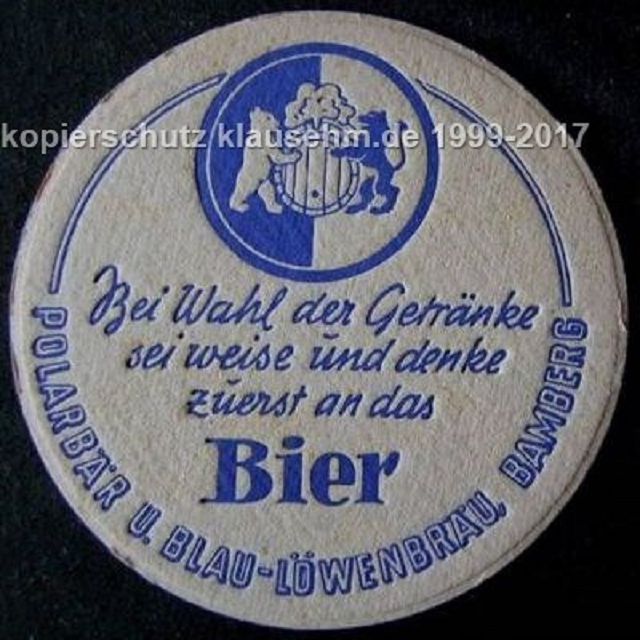 kopierschutz klausehm.de 1999-2017
Bei Wahl der Getränke
sei weise und denke
zuerst an das
Bier
POLARBÄR U. BLAU-LÖWENBRÄU, BAMBERG